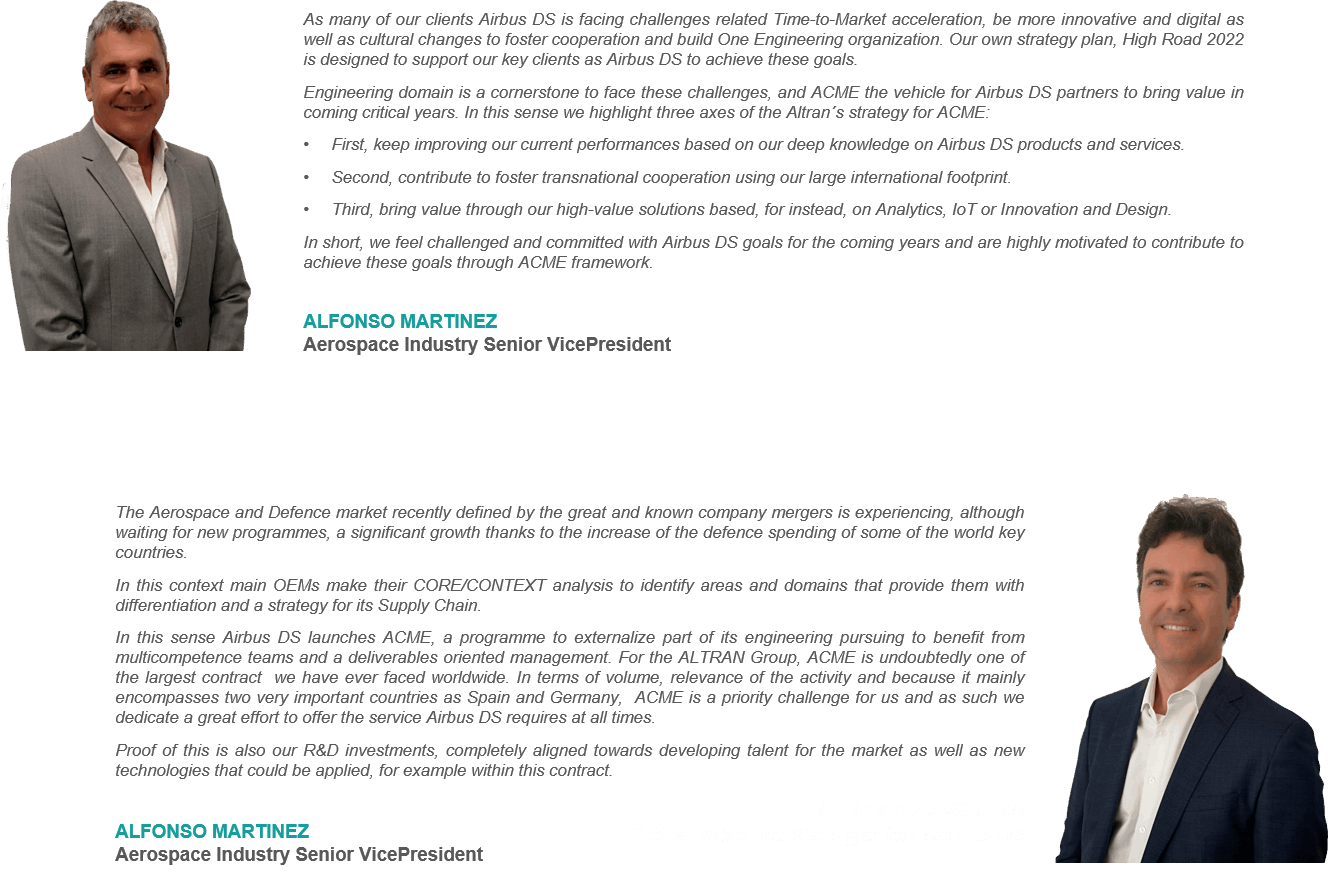 As many of our clients Airbus DS is facing challenges related Time-to-Market acceleration, be more innovative and digital as
well as cultural changes to foster cooperation and build One Engineering organization. Our own strategy plan, High Road 2022
is designed to support our key clients as Airbus DS to achieve these goals.
Engineering domain is a cornerstone to face these challenges, and ACME the vehicle for Airbus DS partners to bring value in
coming critical years. In this sense we highlight three axes of the Altran´s strategy for ACME:
• First, keep improving our current performances based on our deep knowledge on Airbus DS products and services.
• Second, contribute to foster transnational cooperation using our large international footprint.
• Third, bring value through our high-value solutions based, for instead, on Analytics, IoT or Innovation and Design.
In short, we feel challenged and committed with Airbus DS goals for the coming years and are highly motivated to contribute to
achieve these goals through ACME framework.
ALFONSO MARTINEZ
Aerospace Industry Senior VicePresident
The Aerospace and Defence market recently defined by the great and known company mergers is experiencing, although
waiting for new programmes, a significant growth thanks to the increase of the defence spending of some of the world key
countries.
In this context main OEMs make their CORE/CONTEXT analysis to identify areas and domains that provide them with
differentiation and a strategy for its Supply Chain.
In this sense Airbus DS launches ACME, a programme to externalize part of its engineering pursuing to benefit from
multicompetence teams and a deliverables oriented management. For the ALTRAN Group, ACME is undoubtedly one of
the largest contract we have ever faced worldwide. In terms of volume, relevance of the activity and because it mainly
encompasses two very important countries as Spain and Germany, ACME is a priority challenge for us and as such we
dedicate a great effort to offer the service Airbus DS requires at all times.
Proof of this is also our R&D investments, completely aligned towards developing talent for the market as well as new
technologies that could be applied, for example within this contract.
ALFONSO MARTINEZ
Aerospace Industry Senior VicePresident